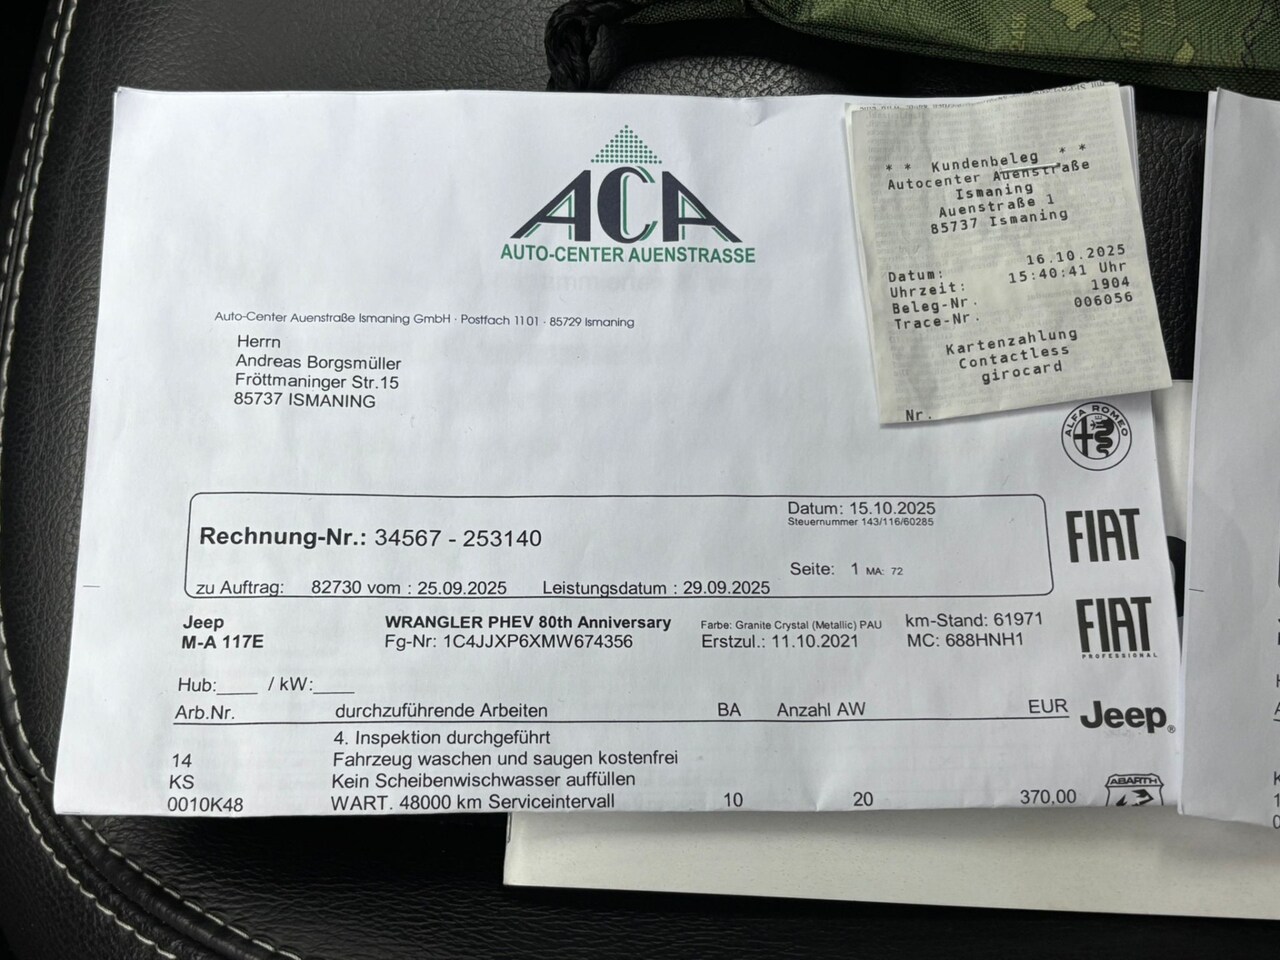 ACA
AUTO-CENTER AUENSTRASSE
Auto-Center Auenstraße Ismaning GmbH · Postfach 1101 · 85729 Ismaning
Herrn
Andreas Borgsmüller
Fröttmaninger Str.15
85737 ISMANING
* * Kundenbeleg * *
Autocenter Auenstraße
Ismaning
Auenstraße 1
85737 Ismaning
Datum: 16.10.2025
Uhrzeit: 15:40:41 Uhr
Beleg-Nr. 1904
Trace-Nr. 006056
Kartenzahlung
Contactless
girocard
Nr.
ALFA ROMEO
Rechnung-Nr.: 34567 - 253140
Datum: 15.10.2025
Steuernummer 143/116/60285
Seite: 1 MA: 72
zu Auftrag: 82730 vom : 25.09.2025 Leistungsdatum : 29.09.2025
FIAT
FIAT
PROFESSIONAL
Jeep WRANGLER PHEV 80th Anniversary Farbe: Granite Crystal (Metallic) PAU km-Stand: 61971
M-A 117E Fg-Nr: 1C4JJXP6XMW674356 Erstzul.: 11.10.2021 MC: 688HNH1
Hub:____ / kW:____
Arb.Nr. durchzuführende Arbeiten BA Anzahl AW EUR
Jeep®
4. Inspektion durchgeführt
14 Fahrzeug waschen und saugen kostenfrei
KS Kein Scheibenwischwasser auffüllen
0010K48 WART. 48000 km Serviceintervall 10 20 370,00
ABARTH